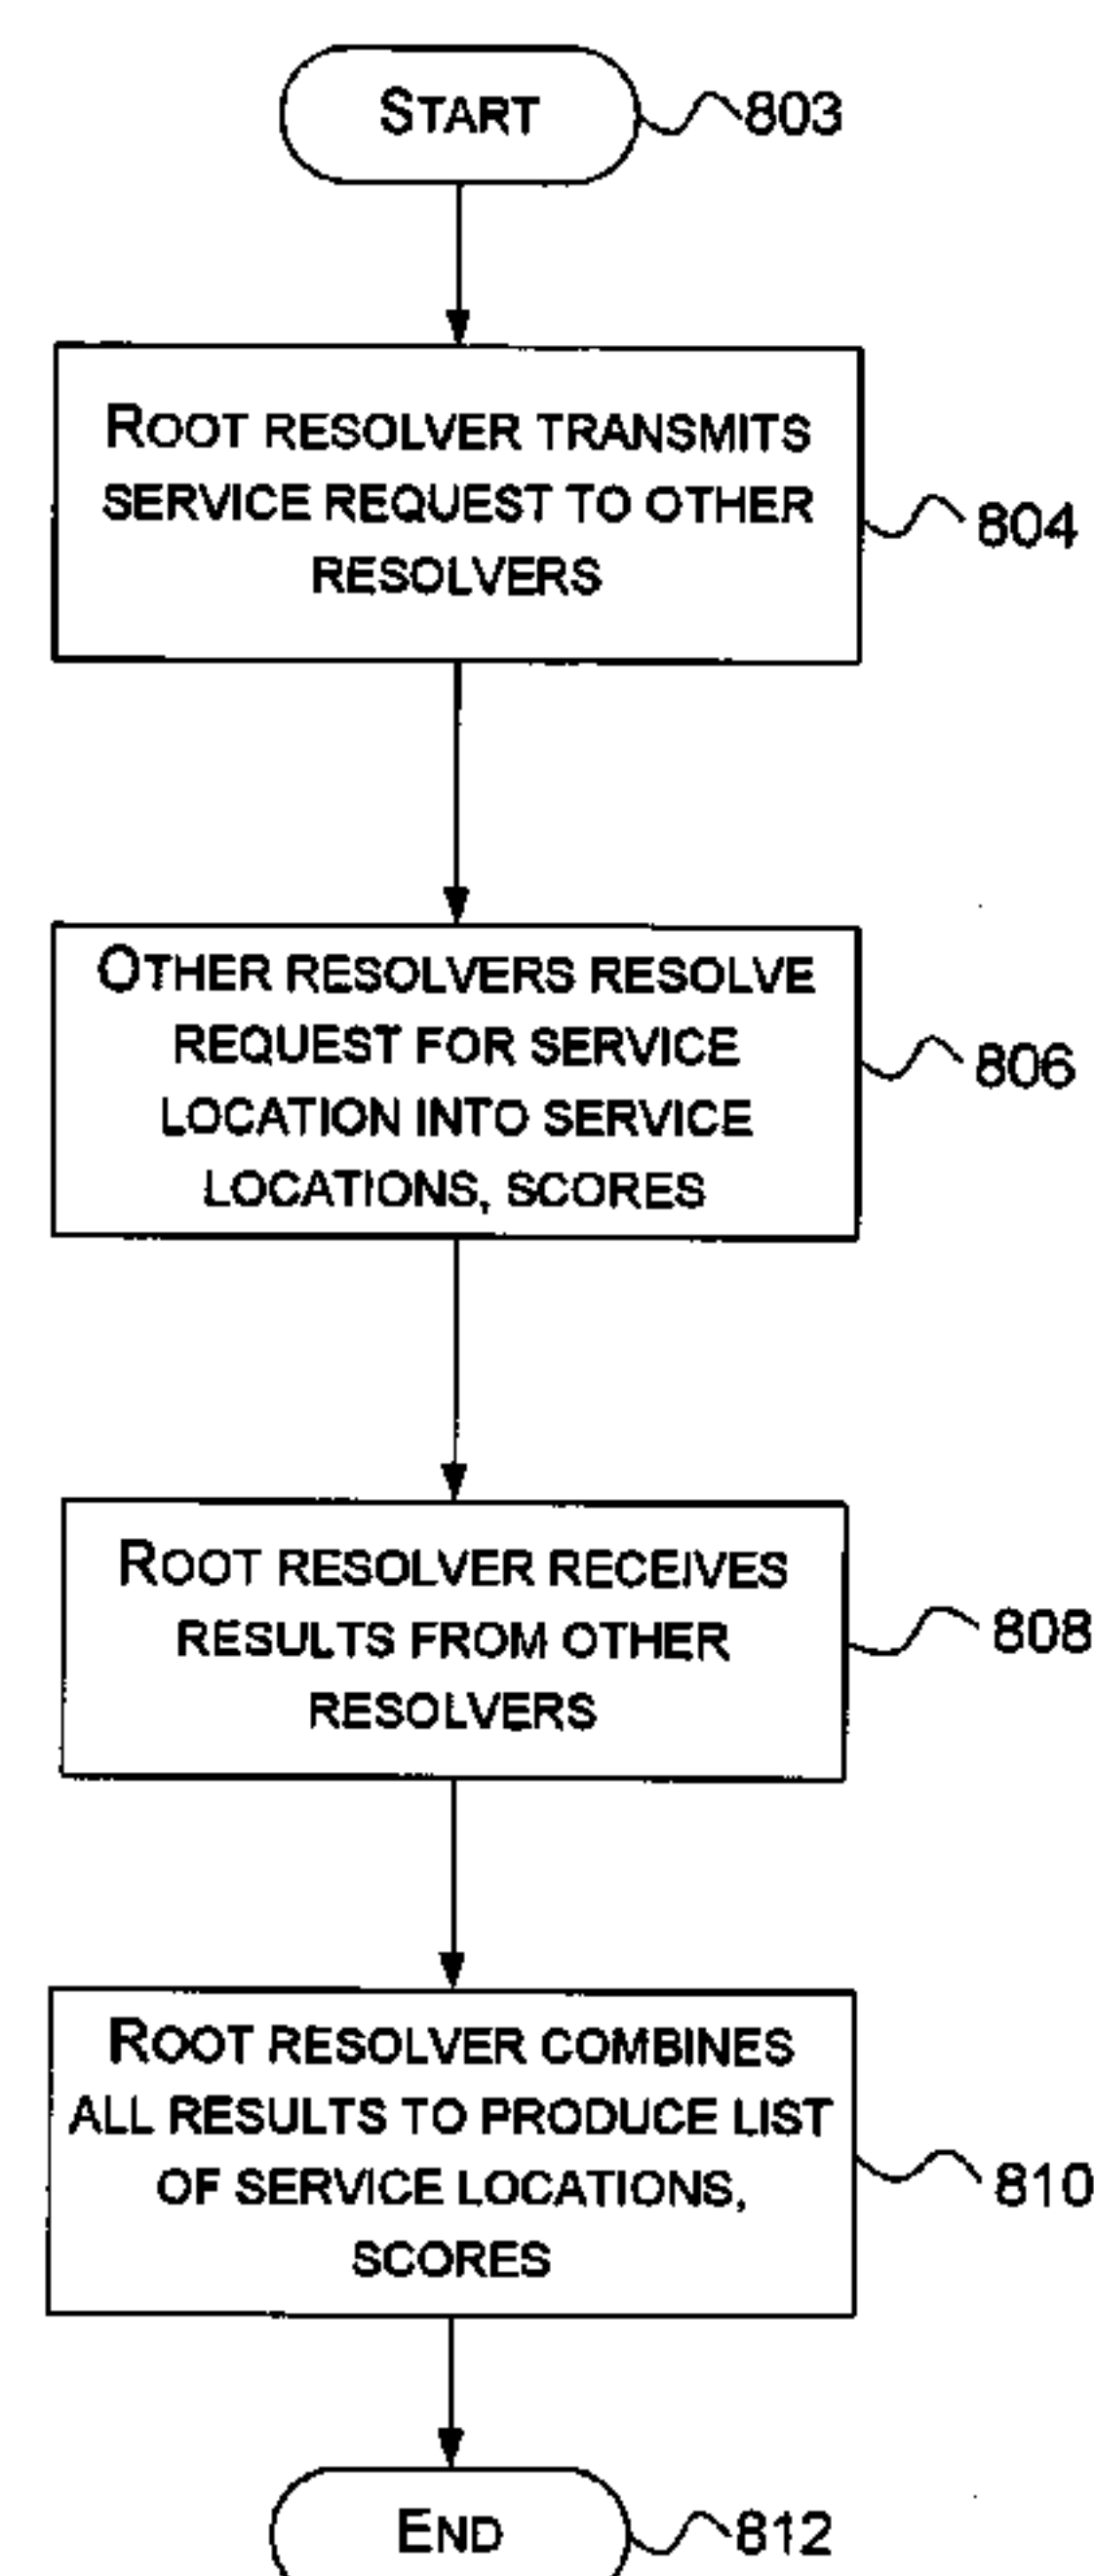 START
803
ROOT RESOLVER TRANSMITS
SERVICE REQUEST TO OTHER
RESOLVERS
804
OTHER RESOLVERS RESOLVE
REQUEST FOR SERVICE
LOCATION INTO SERVICE
LOCATIONS, SCORES
806
ROOT RESOLVER RECEIVES
RESULTS FROM OTHER
RESOLVERS
808
ROOT RESOLVER COMBINES
ALL RESULTS TO PRODUCE LIST
OF SERVICE LOCATIONS,
SCORES
810
END
812